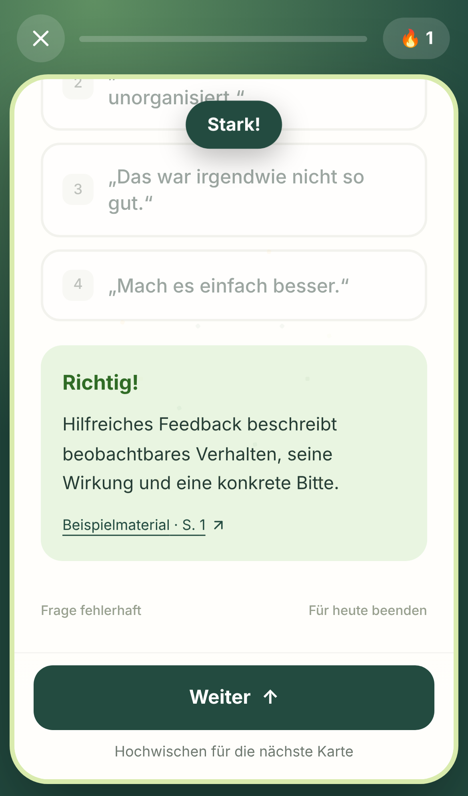 🔥 1
2
unorganisiert.“
Stark!
3
„Das war irgendwie nicht so
gut.“
4
„Mach es einfach besser.“
Richtig!
Hilfreiches Feedback beschreibt
beobachtbares Verhalten, seine
Wirkung und eine konkrete Bitte.
Beispielmaterial · S. 1 ↗
Frage fehlerhaft
Für heute beenden
Weiter ↑
Hochwischen für die nächste Karte